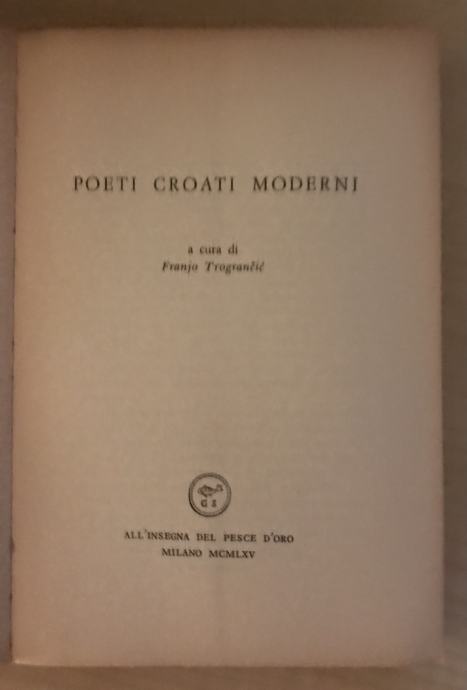 POETI CROATI MODERNI
a cura di
Franjo Trogrančić
G S
ALL'INSEGNA DEL PESCE D'ORO
MILANO MCMLXV